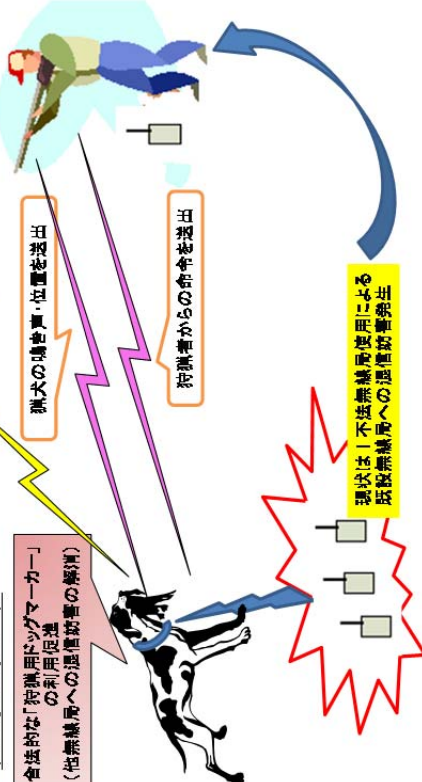 合法的な「狩猟用ドッグマーカー」
の利用促進
(他無線局への混信妨害の解消)
猟犬の鳴き声・位置を送出
狩猟者からの命令を送出
現状は!不法無線局使用による
既設無線局への混信妨害発生